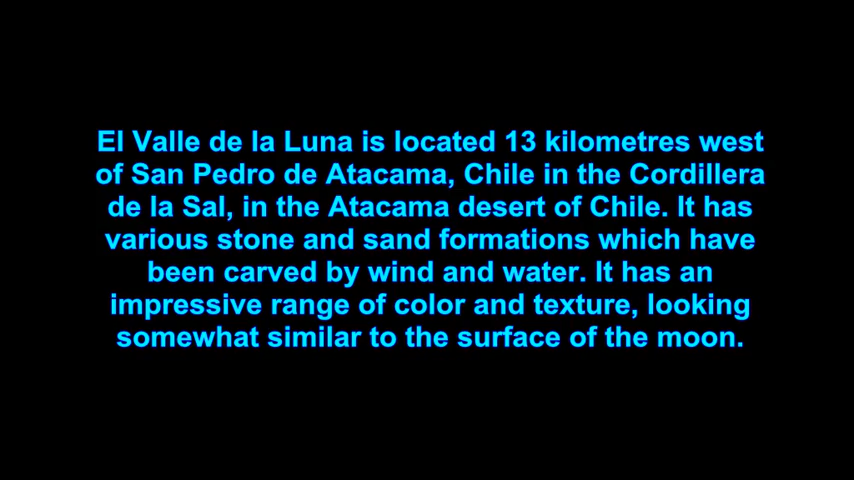 El Valle de la Luna is located 13 kilometres west
of San Pedro de Atacama, Chile in the Cordillera
de la Sal, in the Atacama desert of Chile. It has
various stone and sand formations which have
been carved by wind and water. It has an
impressive range of color and texture, looking
somewhat similar to the surface of the moon.